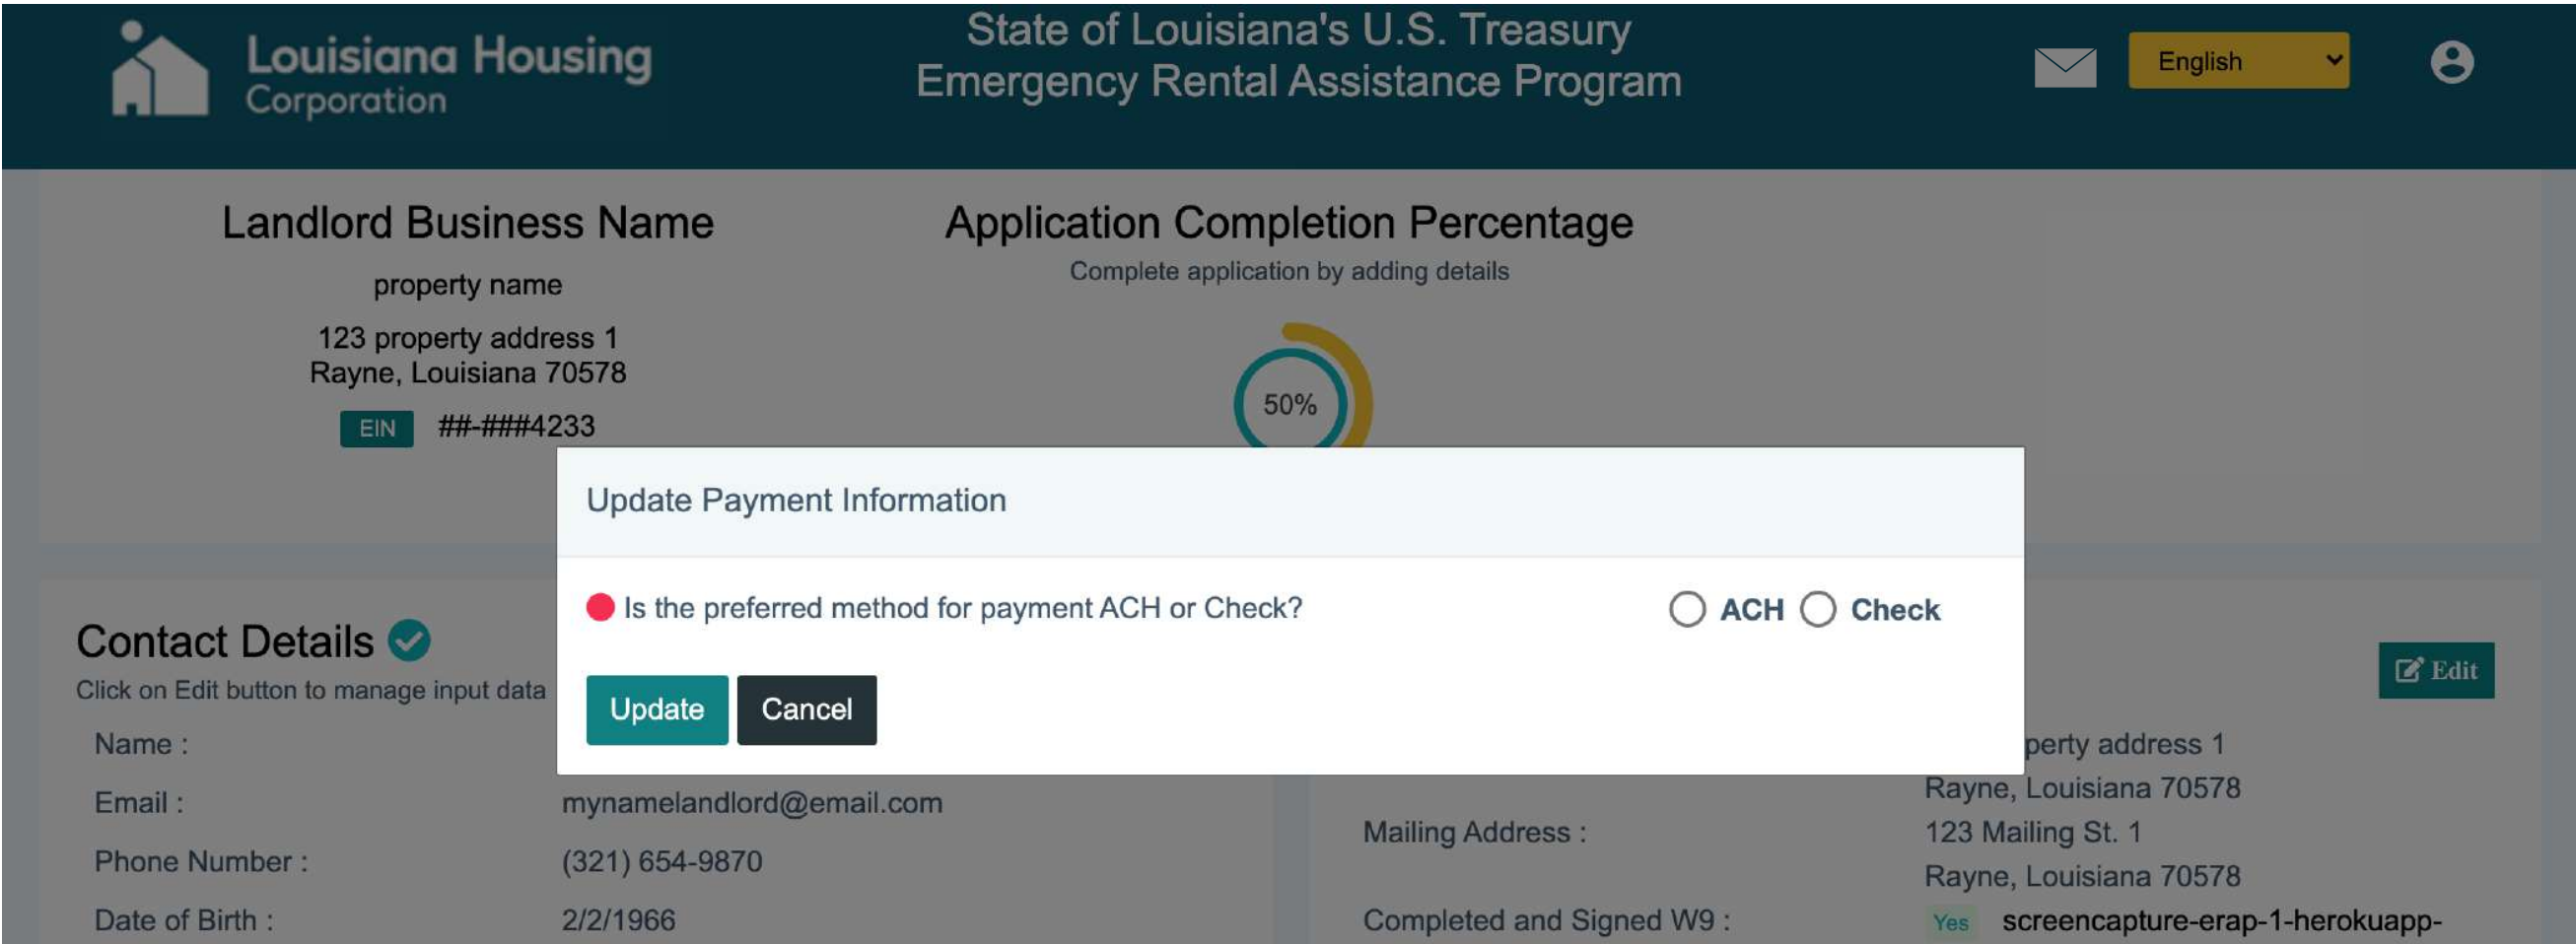 Louisiana Housing
Corporation
State of Louisiana's U.S. Treasury
Emergency Rental Assistance Program
English
Landlord Business Name
property name
123 property address 1
Rayne, Louisiana 70578
EIN ##-###4233
Application Completion Percentage
Complete application by adding details
50%
Update Payment Information
Is the preferred method for payment ACH or Check?
ACH
Check
Update
Cancel
Contact Details
Click on Edit button to manage input data
Name :
Email : mynamelandlord@email.com
Phone Number : (321) 654-9870
Date of Birth : 2/2/1966
Edit
address 1
Rayne, Louisiana 70578
Mailing Address : 123 Mailing St. 1
Rayne, Louisiana 70578
Completed and Signed W9 : Yes screencapture-erap-1-herokuapp-